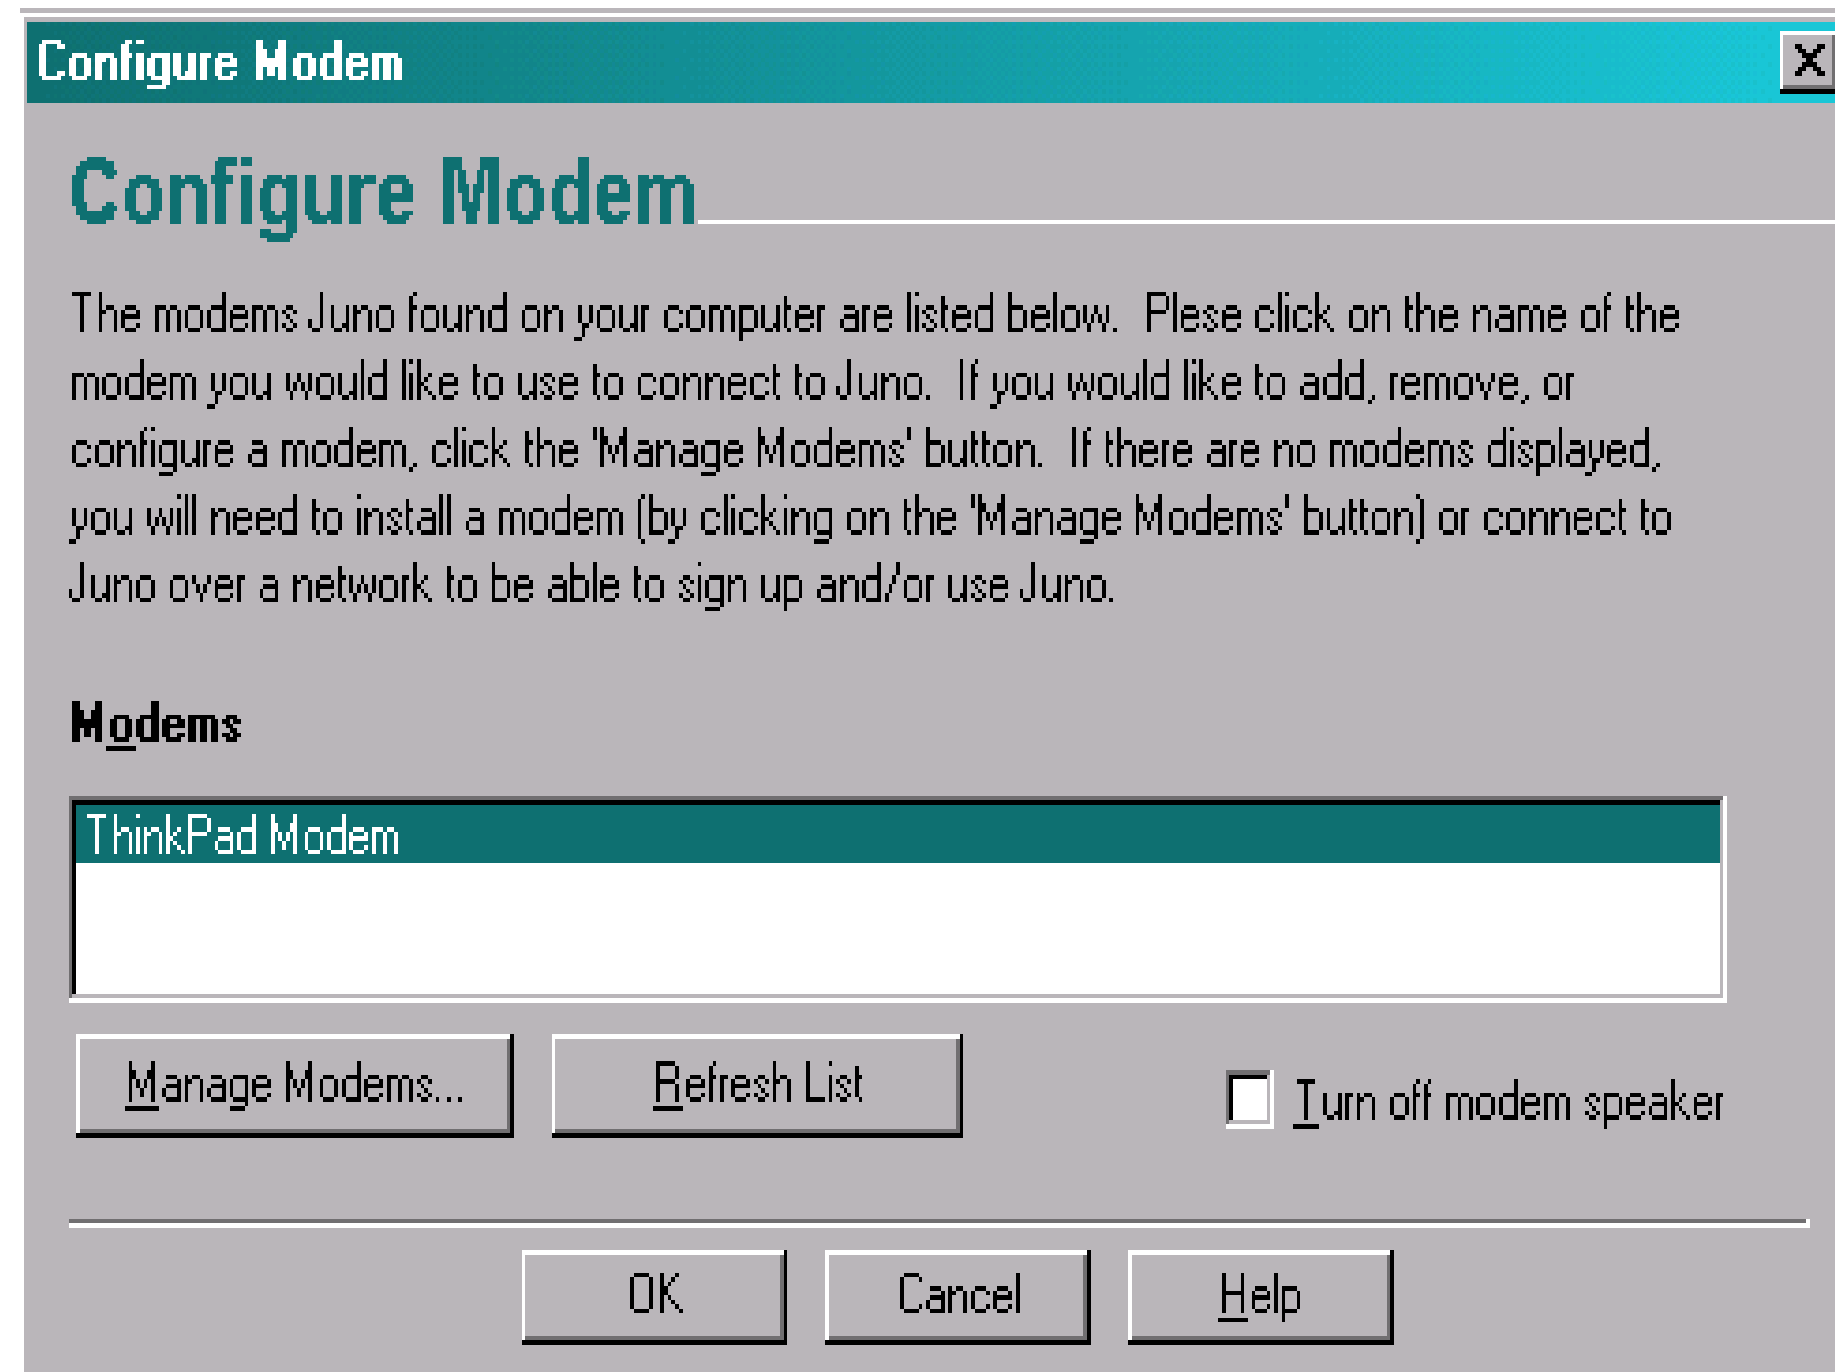 Configure Modem
Configure Modem
The modems Juno found on your computer are listed below.  Plese click on the name of the
modem you would like to use to connect to Juno.  If you would like to add, remove, or
configure a modem, click the 'Manage Modems' button.  If there are no modems displayed,
you will need to install a modem (by clicking on the 'Manage Modems' button) or connect to
Juno over a network to be able to sign up and/or use Juno.
Modems
ThinkPad Modem
Manage Modems... Refresh List Turn off modem speaker
OK Cancel Help